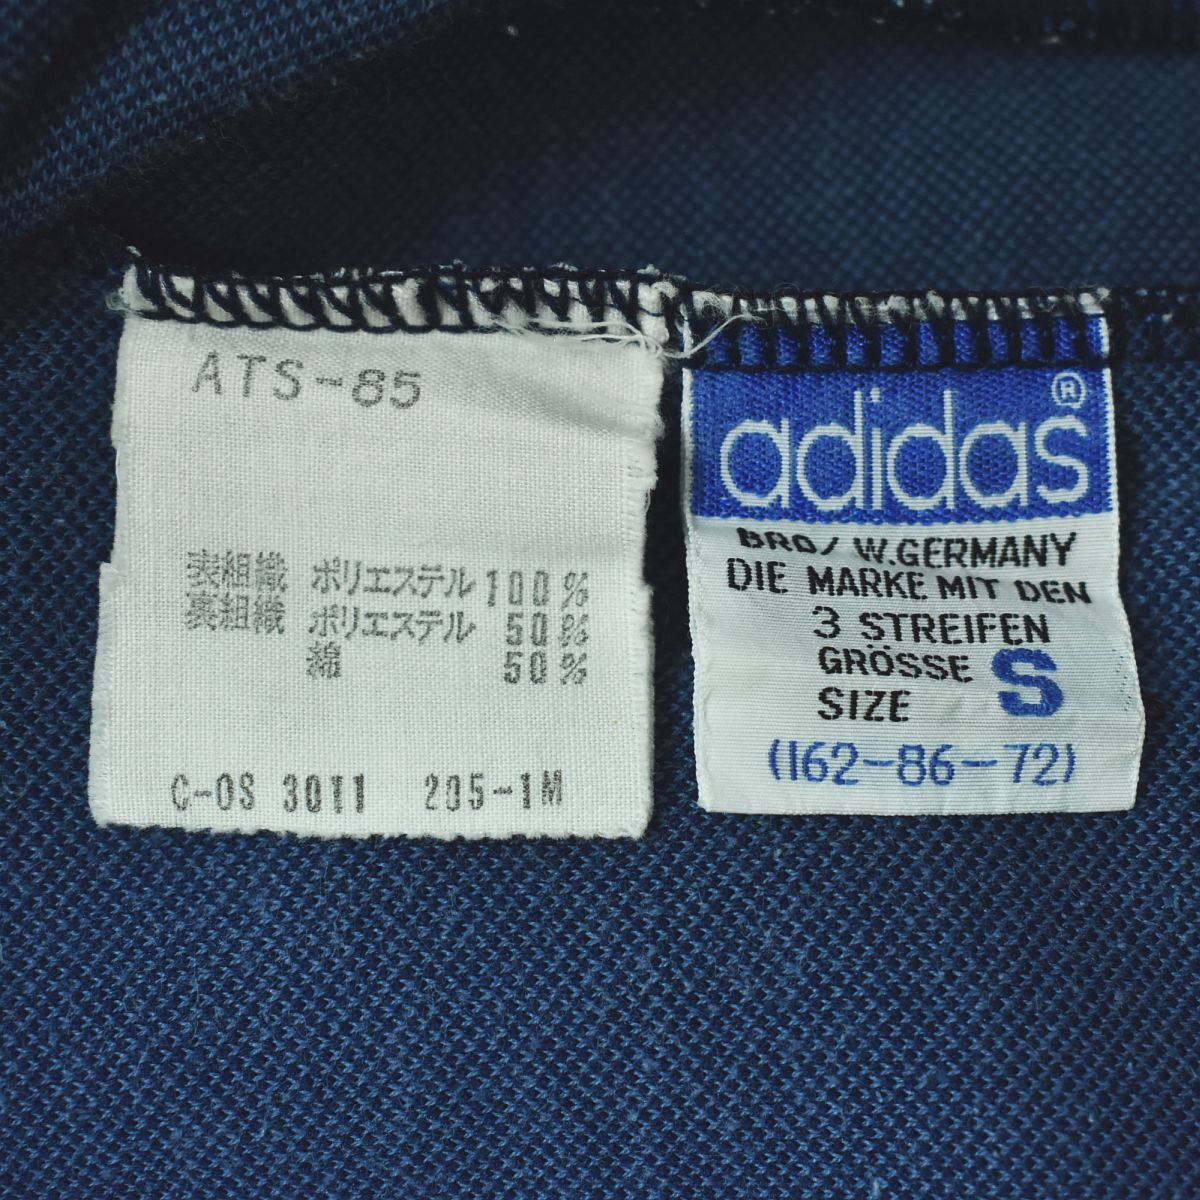 ATS-85
表組織 ポリエステル 100%
裏組織 ポリエステル 50%
綿 50%
C-OS 3011 205-1M
adidas®
BRD/ W.GERMANY
DIE MARKE MIT DEN
3 STREIFEN
GRÖSSE S
SIZE
(162-86-72)